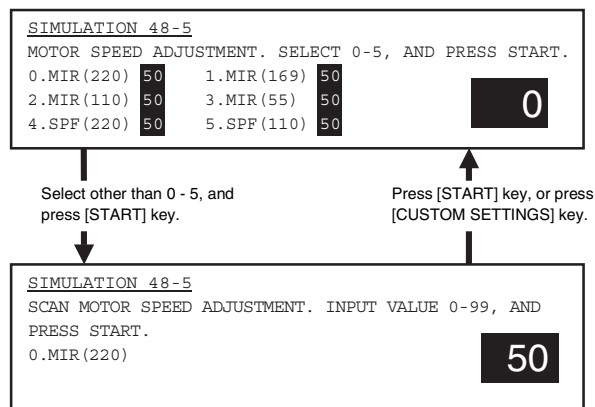 SIMULATION 48-5
MOTOR SPEED ADJUSTMENT. SELECT 0-5, AND PRESS START.
0.MIR(220) 50 1.MIR(169) 50
2.MIR(110) 50 3.MIR(55) 50
4.SPF(220) 50 5.SPF(110) 50
0
Select other than 0 - 5, and
press [START] key.
Press [START] key, or press
[CUSTOM SETTINGS] key.
SIMULATION 48-5
SCAN MOTOR SPEED ADJUSTMENT. INPUT VALUE 0-99, AND
PRESS START.
0.MIR(220)
50